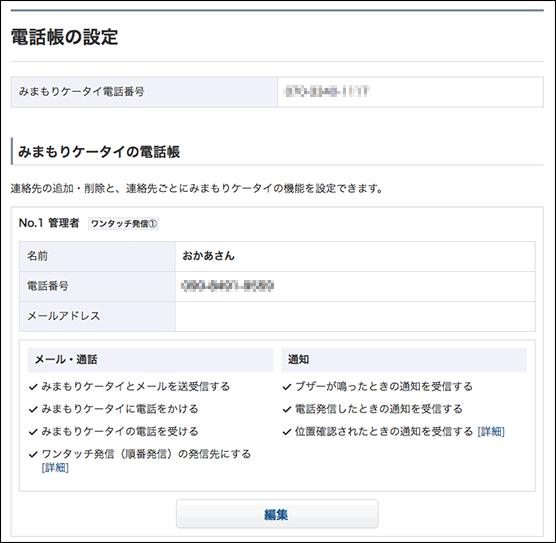 電話帳の設定
みまもりケータイ電話番号
みまもりケータイの電話帳
連絡先の追加・削除と、連絡先ごとにみまもりケータイの機能を設定できます。
No.1 管理者 ワンタッチ発信①
名前 おかあさん
電話番号
メールアドレス
メール・通話
みまもりケータイとメールを送受信する
みまもりケータイに電話をかける
みまもりケータイの電話を受ける
ワンタッチ発信（順番発信）の発信先にする
[詳細]
通知
ブザーが鳴ったときの通知を受信する
電話発信したときの通知を受信する
位置確認されたときの通知を受信する [詳細]
編集